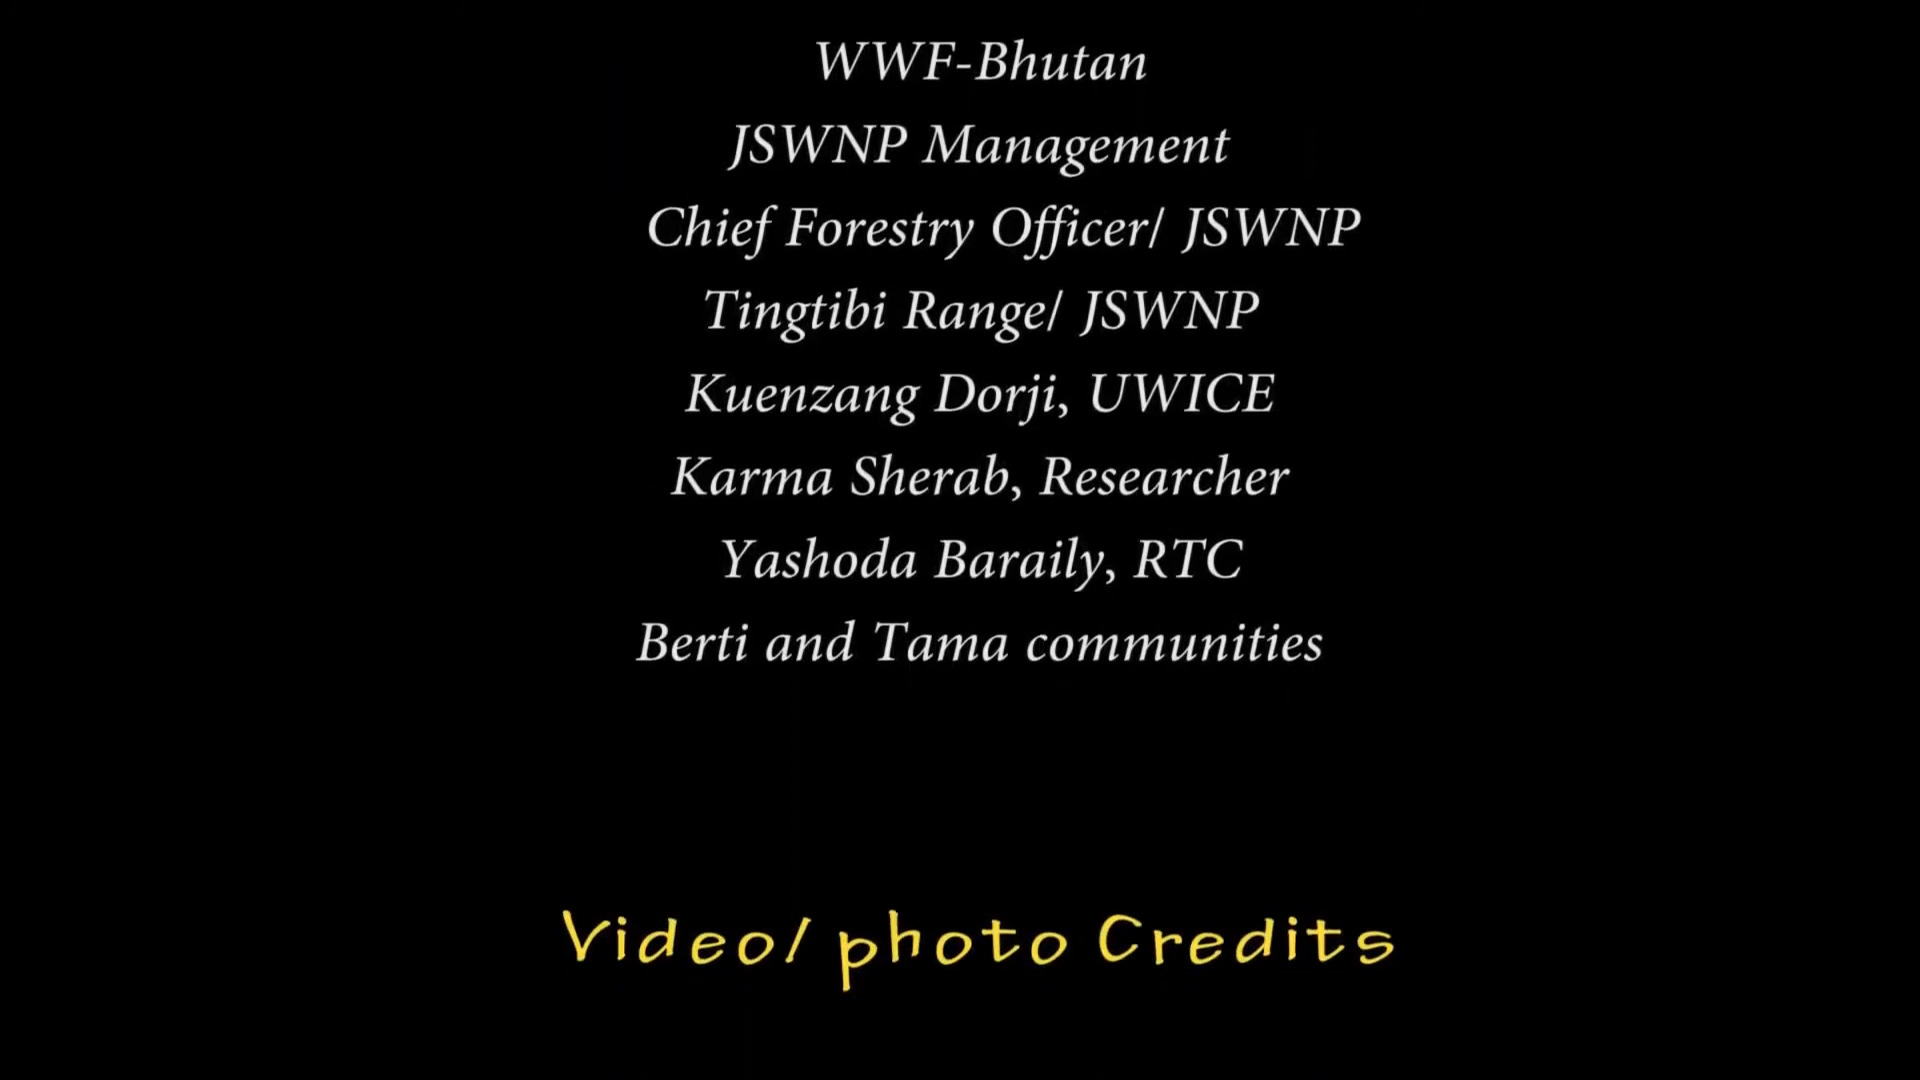 WWF-Bhutan
JSWNP Management
Chief Forestry Officer/ JSWNP
Tingtibi Range/ JSWNP
Kuenzang Dorji, UWICE
Karma Sherab, Researcher
Yashoda Baraily, RTC
Berti and Tama communities
Video/ photo Credits